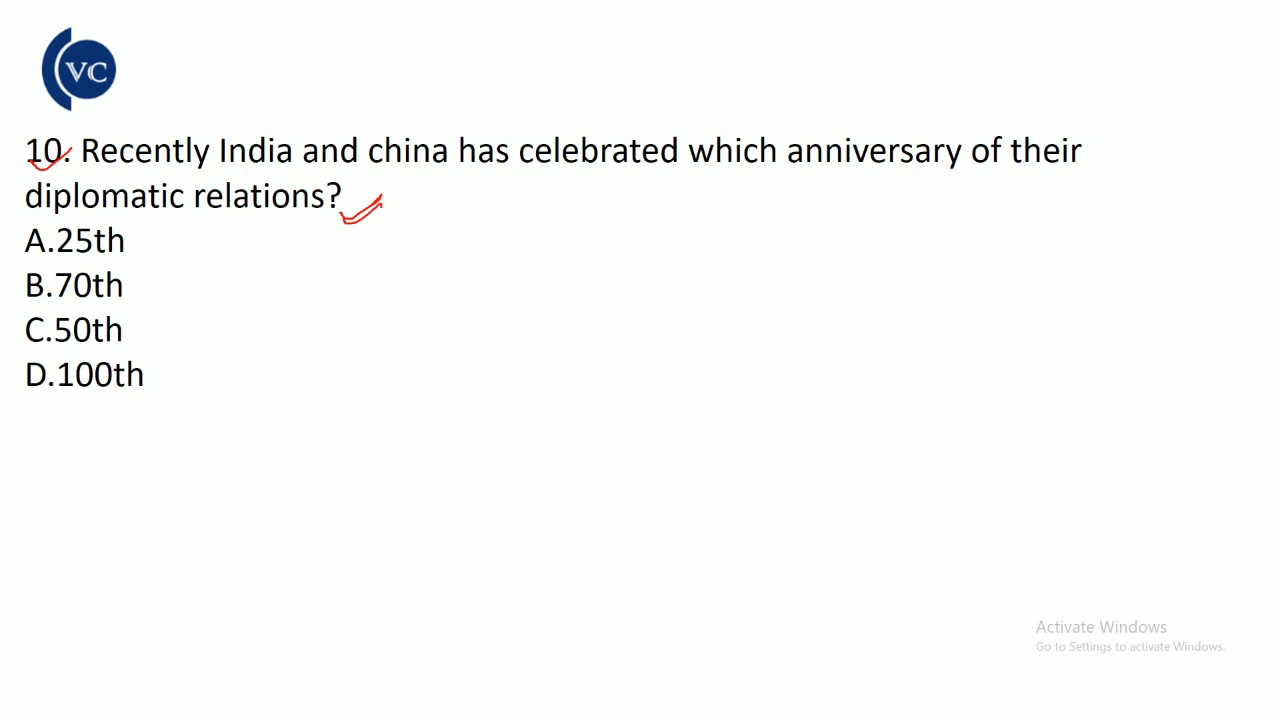 VC
10. Recently India and china has celebrated which anniversary of their
diplomatic relations?
A.25th
B.70th
C.50th
D.100th
Activate Windows
Go to Settings to activate Windows.